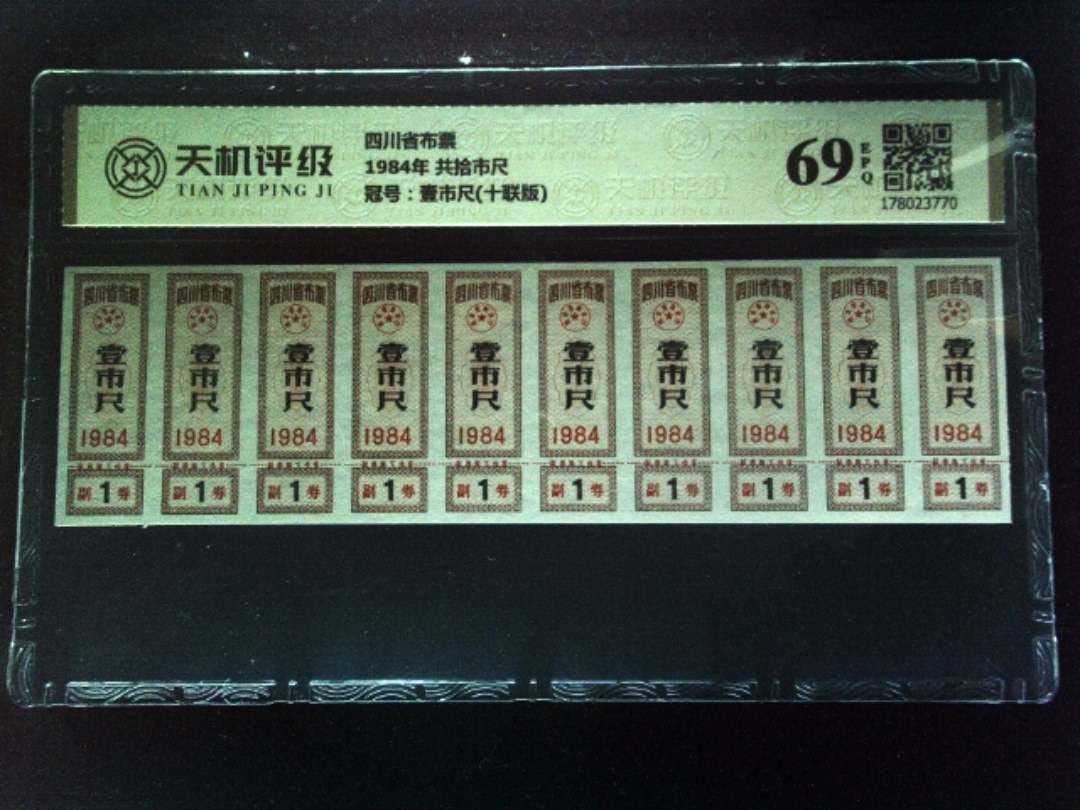 天机评级
TIAN JI PING JI
四川省布票
1984年 共拾市尺
冠号：壹市尺(十联版)
69
EPQ
178023770
四川省布票 四川省布票 四川省布票 四川省布票 四川省布票 四川省布票 四川省布票 四川省布票 四川省布票 四川省布票
壹市尺 壹市尺 壹市尺 壹市尺 壹市尺 壹市尺 壹市尺 壹市尺 壹市尺 壹市尺
1984 1984 1984 1984 1984 1984 1984 1984 1984 1984
副1券 副1券 副1券 副1券 副1券 副1券 副1券 副1券 副1券 副1券